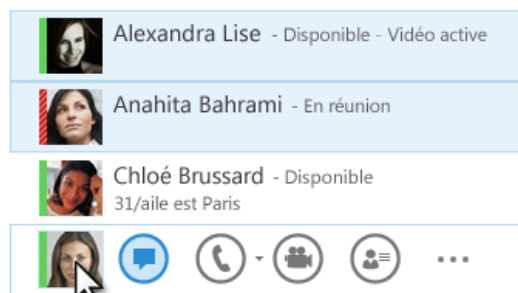 Alexandra Lise - Disponible - Vidéo active
Anahita Bahrami - En réunion
Chloé Brussard - Disponible
31/aile est Paris